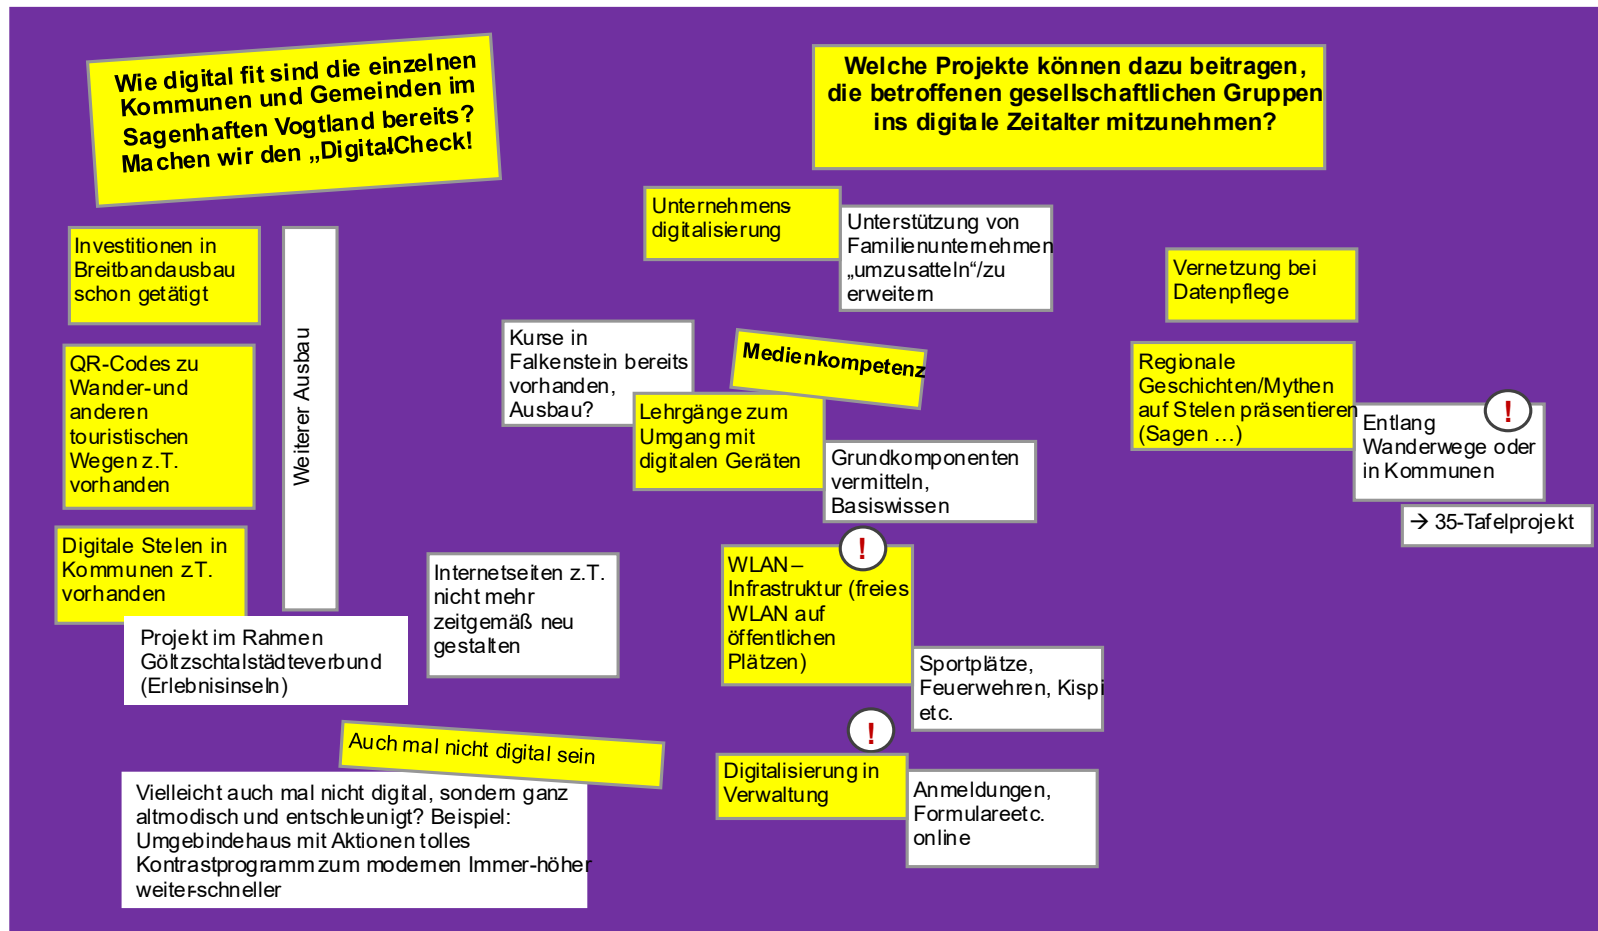 Wie digital fit sind die einzelnen
Kommunen und Gemeinden im
Sagenhaften Vogtland bereits?
Machen wir den „Digital-Check!
Welche Projekte können dazu beitragen,
die betroffenen gesellschaftlichen Gruppen
ins digitale Zeitalter mitzunehmen?
Investitionen in
Breitbandausbau
schon getätigt
QR-Codes zu
Wander-und
anderen
touristischen
Wegen z.T.
vorhanden
Digitale Stelen in
Kommunen z.T.
vorhanden
Projekt im Rahmen
Göltzschtalstädteverbund
(Erlebnisinseln)
Weiterer Ausbau
Internetseiten z.T.
nicht mehr
zeitgemäß neu
gestalten
Auch mal nicht digital sein
Vielleicht auch mal nicht digital, sondern ganz
altmodisch und entschleunigt? Beispiel:
Umgebindehaus mit Aktionen tolles
Kontrastprogramm zum modernen Immer-höher
weiter-schneller
Unternehmens-
digitalisierung
Unterstützung von
Familienunternehmen
„umzusatteln“/zu
erweitern
Kurse in
Falkenstein bereits
vorhanden,
Ausbau?
Medienkompetenz
Lehrgänge zum
Umgang mit
digitalen Geräten
Grundkomponenten
vermitteln,
Basiswissen
!
WLAN–
Infrastruktur (freies
WLAN auf
öffentlichen
Plätzen)
Sportplätze,
Feuerwehren, Kispi
etc.
!
Digitalisierung in
Verwaltung
Anmeldungen,
Formulareetc.
online
Vernetzung bei
Datenpflege
Regionale
Geschichten/Mythen
auf Stelen präsentieren
(Sagen …)
!
Entlang
Wanderwege oder
in Kommunen
→ 35-Tafelprojekt